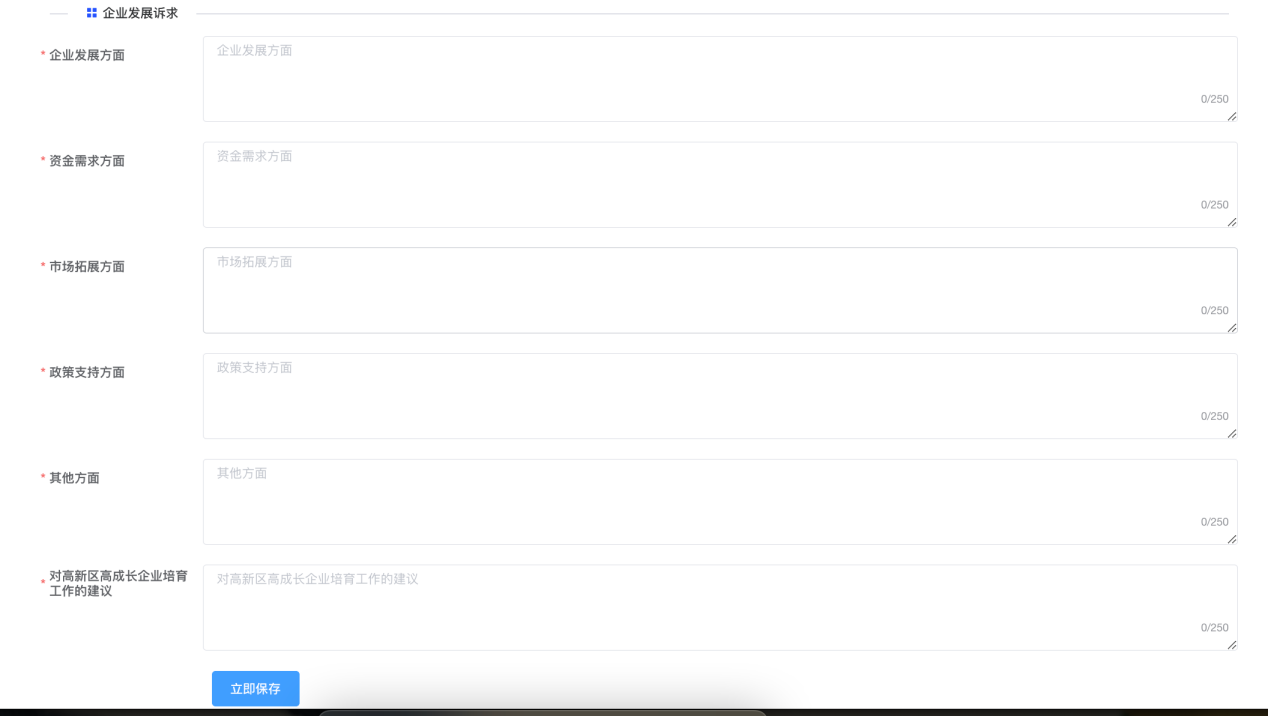 企业发展诉求
* 企业发展方面
企业发展方面
0/250
* 资金需求方面
资金需求方面
0/250
* 市场拓展方面
市场拓展方面
0/250
* 政策支持方面
政策支持方面
0/250
* 其他方面
其他方面
0/250
* 对高新区高成长企业培育
工作的建议
对高新区高成长企业培育工作的建议
0/250
立即保存